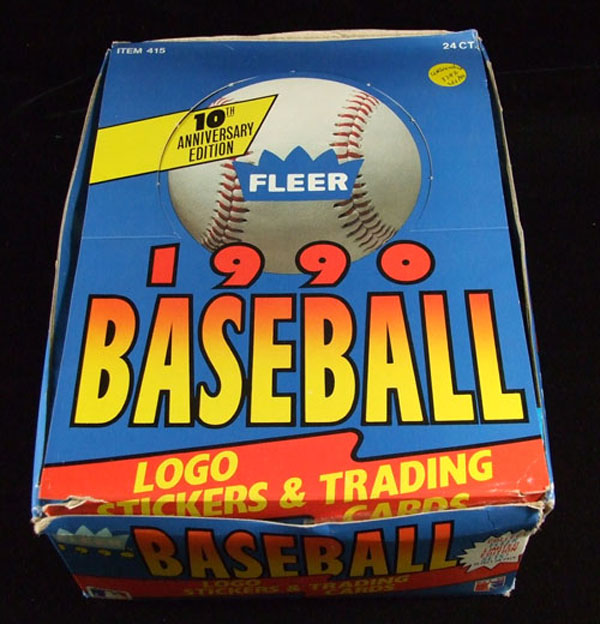 ITEM 415
24 CT.
10TH
ANNIVERSARY
EDITION
FLEER
1990
BASEBALL
LOGO
STICKERS & TRADING
CARDS
1990
BASEBALL
LOGO
STICKERS & TRADING
CARDS